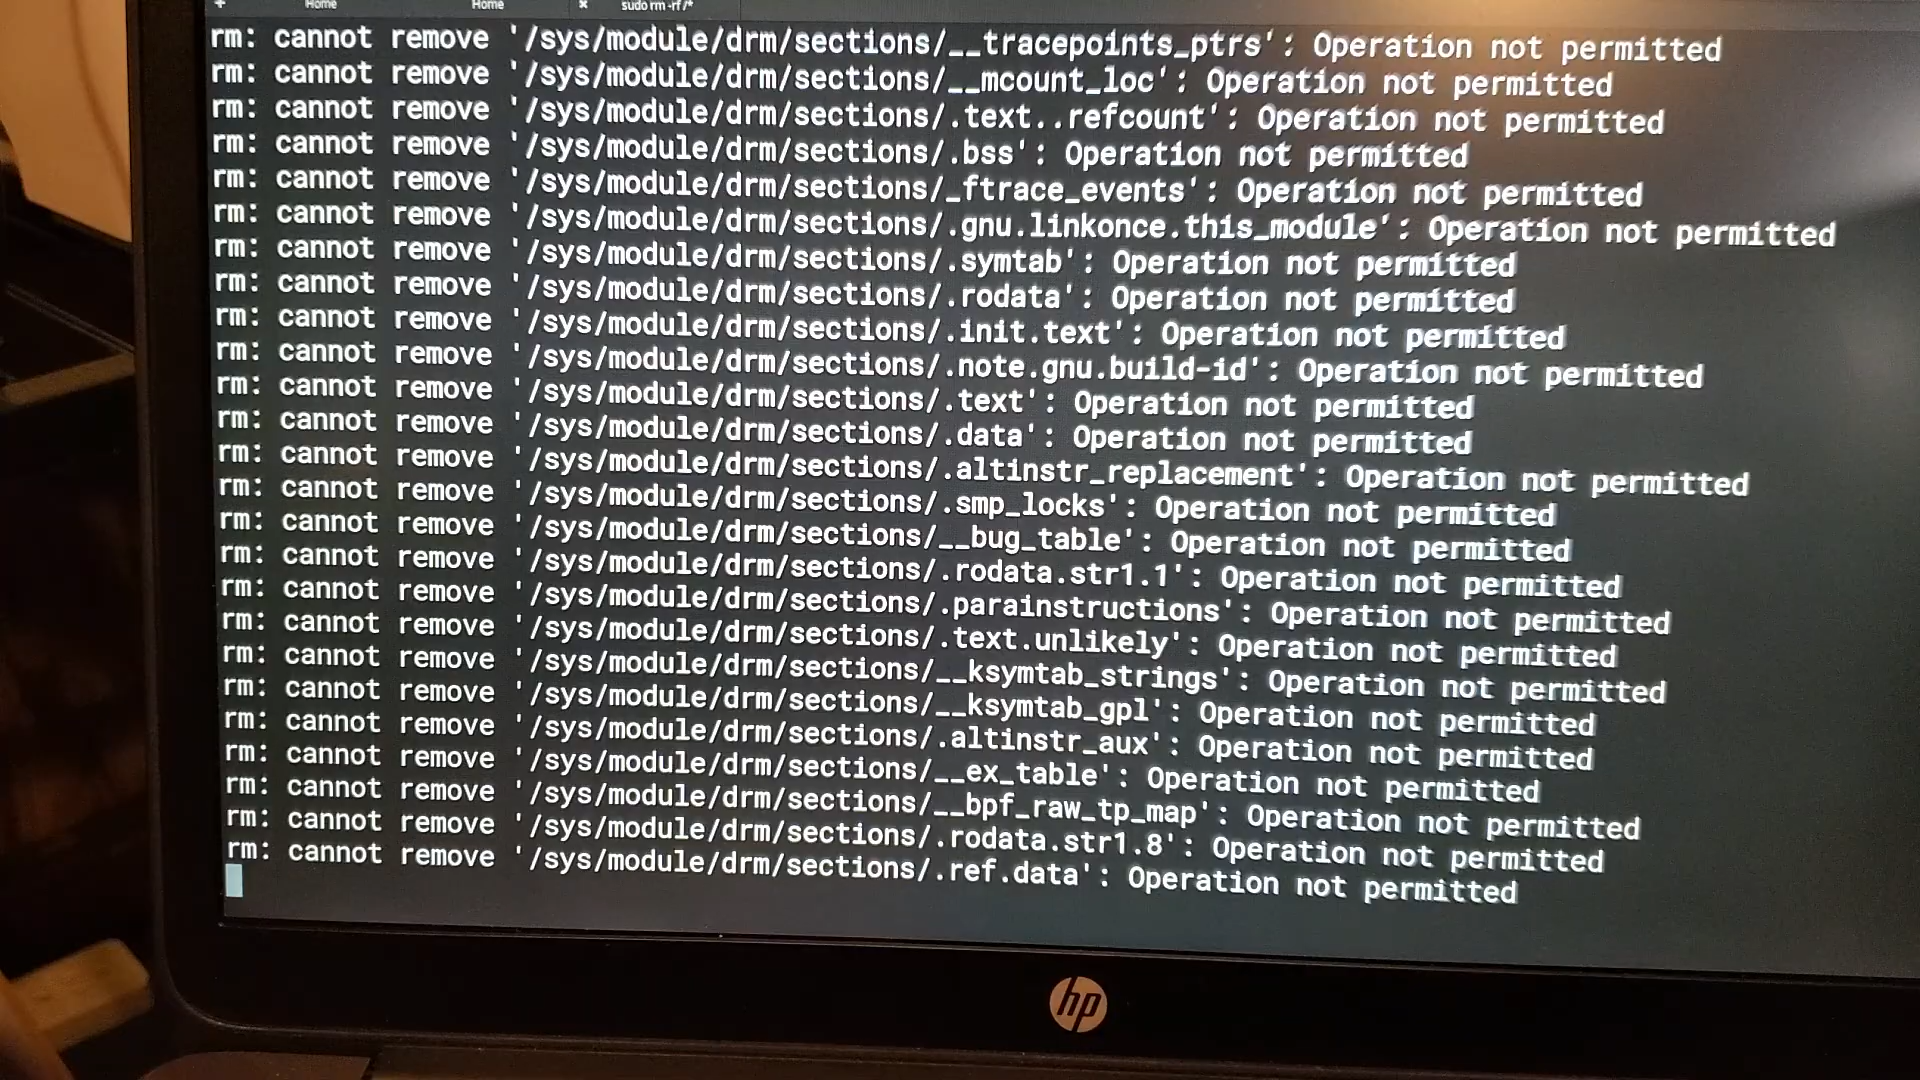 + Home Home × sudo rm -rf /*
rm: cannot remove '/sys/module/drm/sections/__tracepoints_ptrs': Operation not permitted
rm: cannot remove '/sys/module/drm/sections/__mcount_loc': Operation not permitted
rm: cannot remove '/sys/module/drm/sections/.text..refcount': Operation not permitted
rm: cannot remove '/sys/module/drm/sections/.bss': Operation not permitted
rm: cannot remove '/sys/module/drm/sections/_ftrace_events': Operation not permitted
rm: cannot remove '/sys/module/drm/sections/.gnu.linkonce.this_module': Operation not permitted
rm: cannot remove '/sys/module/drm/sections/.symtab': Operation not permitted
rm: cannot remove '/sys/module/drm/sections/.rodata': Operation not permitted
rm: cannot remove '/sys/module/drm/sections/.init.text': Operation not permitted
rm: cannot remove '/sys/module/drm/sections/.note.gnu.build-id': Operation not permitted
rm: cannot remove '/sys/module/drm/sections/.text': Operation not permitted
rm: cannot remove '/sys/module/drm/sections/.data': Operation not permitted
rm: cannot remove '/sys/module/drm/sections/.altinstr_replacement': Operation not permitted
rm: cannot remove '/sys/module/drm/sections/.smp_locks': Operation not permitted
rm: cannot remove '/sys/module/drm/sections/__bug_table': Operation not permitted
rm: cannot remove '/sys/module/drm/sections/.rodata.str1.1': Operation not permitted
rm: cannot remove '/sys/module/drm/sections/.parainstructions': Operation not permitted
rm: cannot remove '/sys/module/drm/sections/.text.unlikely': Operation not permitted
rm: cannot remove '/sys/module/drm/sections/__ksymtab_strings': Operation not permitted
rm: cannot remove '/sys/module/drm/sections/__ksymtab_gpl': Operation not permitted
rm: cannot remove '/sys/module/drm/sections/.altinstr_aux': Operation not permitted
rm: cannot remove '/sys/module/drm/sections/__ex_table': Operation not permitted
rm: cannot remove '/sys/module/drm/sections/__bpf_raw_tp_map': Operation not permitted
rm: cannot remove '/sys/module/drm/sections/.rodata.str1.8': Operation not permitted
rm: cannot remove '/sys/module/drm/sections/.ref.data': Operation not permitted
hp